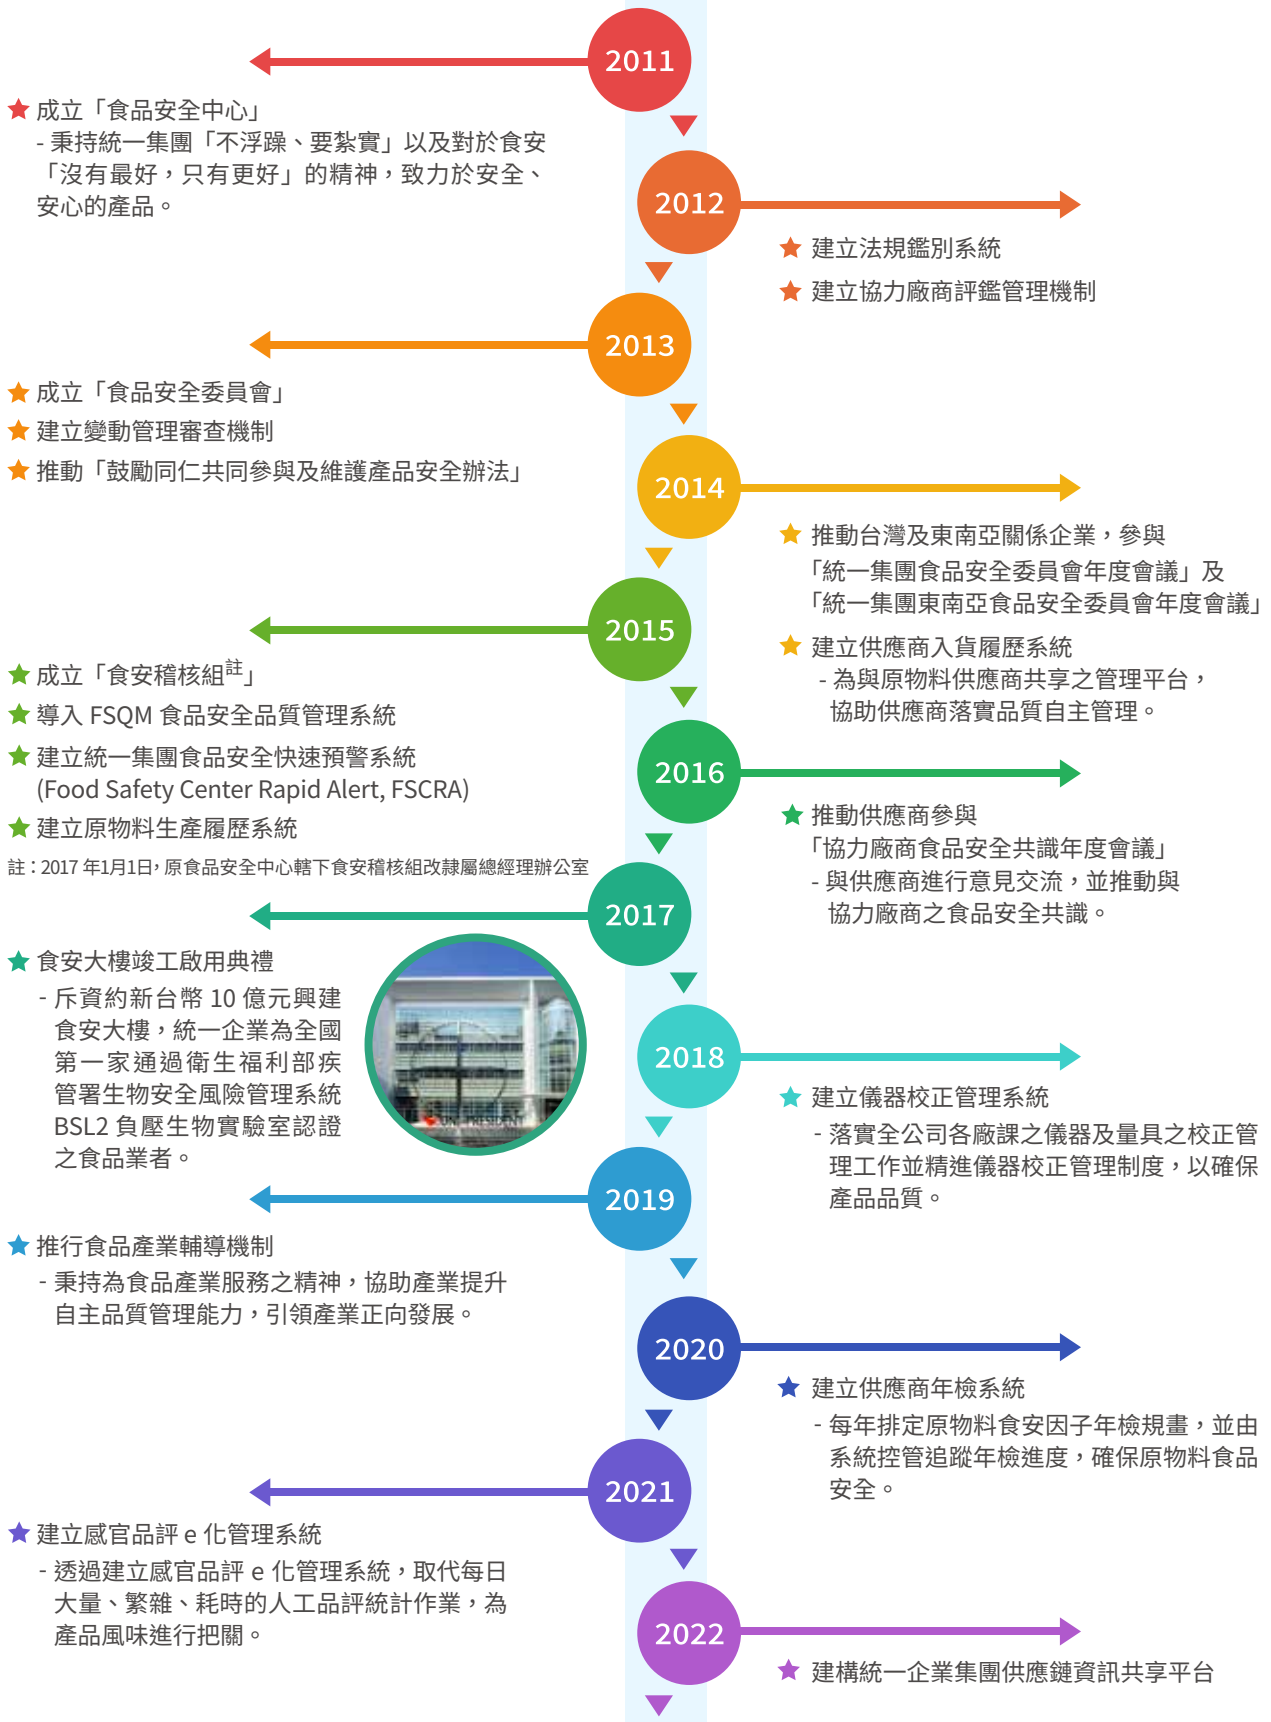 2011
★ 成立「食品安全中心」
- 秉持統一集團「不浮躁、要紮實」以及對於食安
「沒有最好，只有更好」的精神，致力於安全、
安心的產品。
2012
★ 建立法規鑑別系統
★ 建立協力廠商評鑑管理機制
2013
★ 成立「食品安全委員會」
★ 建立變動管理審查機制
★ 推動「鼓勵同仁共同參與及維護產品安全辦法」
2014
★ 推動台灣及東南亞關係企業，參與
「統一集團食品安全委員會年度會議」及
「統一集團東南亞食品安全委員會年度會議」
★ 建立供應商入貨履歷系統
- 為與原物料供應商共享之管理平台，
協助供應商落實品質自主管理。
2015
★ 成立「食安稽核組註」
★ 導入 FSQM 食品安全品質管理系統
★ 建立統一集團食品安全快速預警系統
(Food Safety Center Rapid Alert, FSCRA)
★ 建立原物料生產履歷系統
註：2017 年1月1日，原食品安全中心轄下食安稽核組改隸屬總經理辦公室
2016
★ 推動供應商參與
「協力廠商食品安全共識年度會議」
- 與供應商進行意見交流，並推動與
協力廠商之食品安全共識。
2017
★ 食安大樓竣工啟用典禮
- 斥資約新台幣 10 億元興建
食安大樓，統一企業為全國
第一家通過衛生福利部疾
管署生物安全風險管理系統
BSL2 負壓生物實驗室認證
之食品業者。
UNI-PRESIDENT
2018
★ 建立儀器校正管理系統
- 落實全公司各廠課之儀器及量具之校正管
理工作並精進儀器校正管理制度，以確保
產品品質。
2019
★ 推行食品產業輔導機制
- 秉持為食品產業服務之精神，協助產業提升
自主品質管理能力，引領產業正向發展。
2020
★ 建立供應商年檢系統
- 每年排定原物料食安因子年檢規畫，並由
系統控管追蹤年檢進度，確保原物料食品
安全。
2021
★ 建立感官品評 e 化管理系統
- 透過建立感官品評 e 化管理系統，取代每日
大量、繁雜、耗時的人工品評統計作業，為
產品風味進行把關。
2022
★ 建構統一企業集團供應鏈資訊共享平台